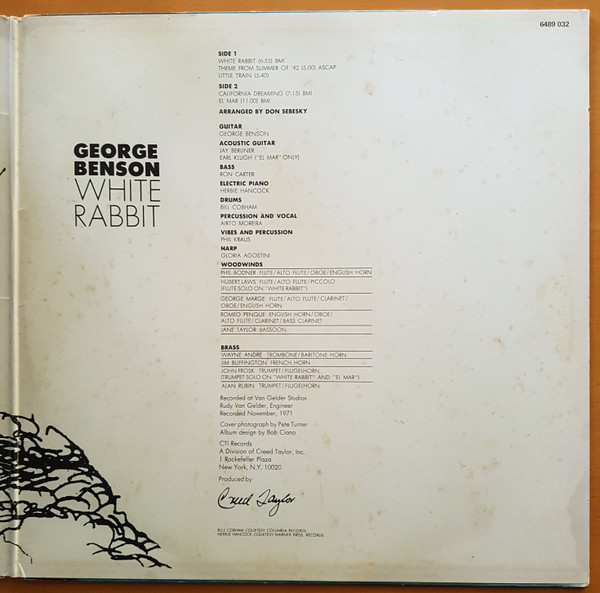 6489 032
GEORGE
BENSON
WHITE
RABBIT
SIDE 1
WHITE RABBIT (6.55) BMI
THEME FROM SUMMER OF '42 (5.00) ASCAP
LITTLE TRAIN (5.40)
SIDE 2
CALIFORNIA DREAMING (7.15) BMI
EL MAR (11.00) BMI
ARRANGED BY DON SEBESKY
GUITAR
GEORGE BENSON
ACOUSTIC GUITAR
JAY BERLINER
EARL KLUGH ("EL MAR" ONLY)
BASS
RON CARTER
ELECTRIC PIANO
HERBIE HANCOCK
DRUMS
BILL COBHAM
PERCUSSION AND VOCAL
AIRTO MOREIRA
VIBES AND PERCUSSION
PHIL KRAUS
HARP
GLORIA AGOSTINI
WOODWINDS
PHIL BODNER FLUTE/ALTO FLUTE/OBOE/ENGLISH HORN
HUBERT LAWS FLUTE/ALTO FLUTE/PICCOLO
(FLUTE SOLO ON "WHITE RABBIT")
GEORGE MARGE FLUTE/ALTO FLUTE/CLARINET/
OBOE/ENGLISH HORN
ROMEO PENQUE ENGLISH HORN/OBOE/
ALTO FLUTE/CLARINET/BASS CLARINET
JANE TAYLOR BASSOON
BRASS
WAYNE ANDRE TROMBONE/BARITONE HORN
JIM BUFFINGTON FRENCH HORN
JOHN FROSK TRUMPET/FLUGELHORN
(TRUMPET SOLO ON "WHITE RABBIT" AND "EL MAR")
ALAN RUBIN TRUMPET/FLUGELHORN
Recorded at Van Gelder Studios
Rudy Van Gelder, Engineer
Recorded November, 1971
Cover photograph by Pete Turner
Album design by Bob Ciano
CTI Records
A Division of Creed Taylor, Inc.
1 Rockefeller Plaza
New York, N.Y. 10020
Produced by
Creed Taylor
BILL COBHAM COURTESY COLUMBIA RECORDS
HERBIE HANCOCK COURTESY WARNER BROS. RECORDS